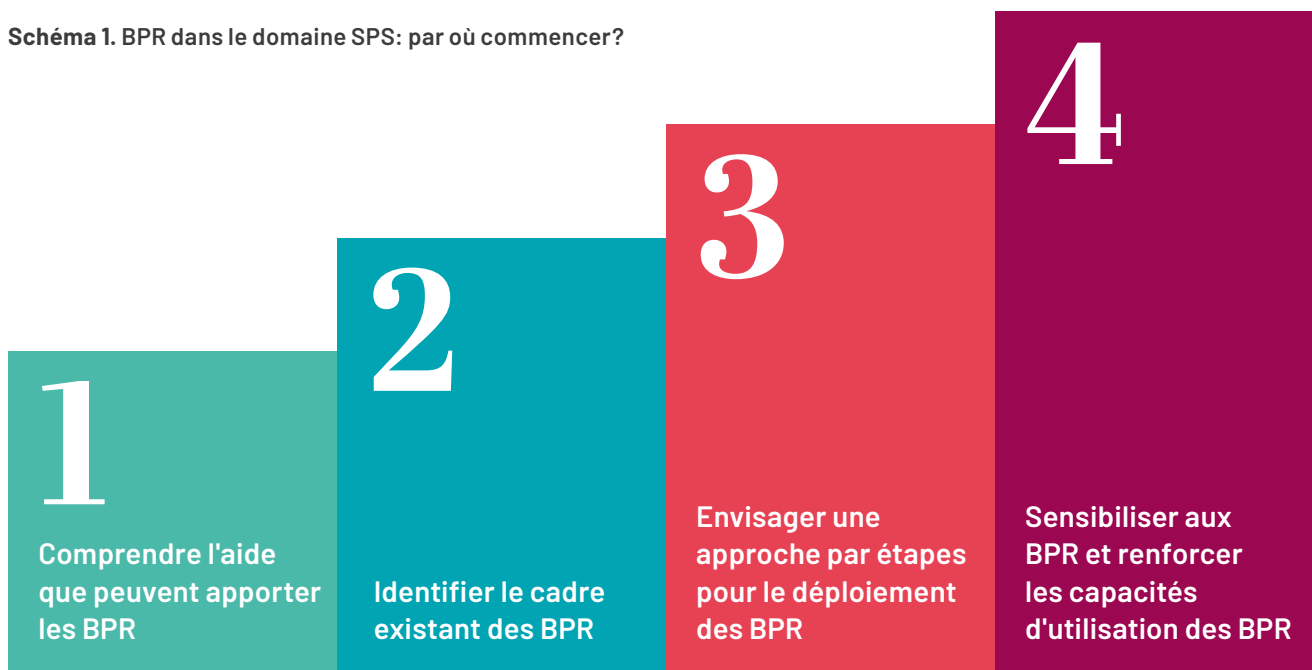 Schéma 1. BPR dans le domaine SPS: par où commencer?
1
Comprendre l'aide
que peuvent apporter
les BPR
2
Identifier le cadre
existant des BPR
3
Envisager une
approche par étapes
pour le déploiement
des BPR
4
Sensibiliser aux
BPR et renforcer
les capacités
d'utilisation des BPR